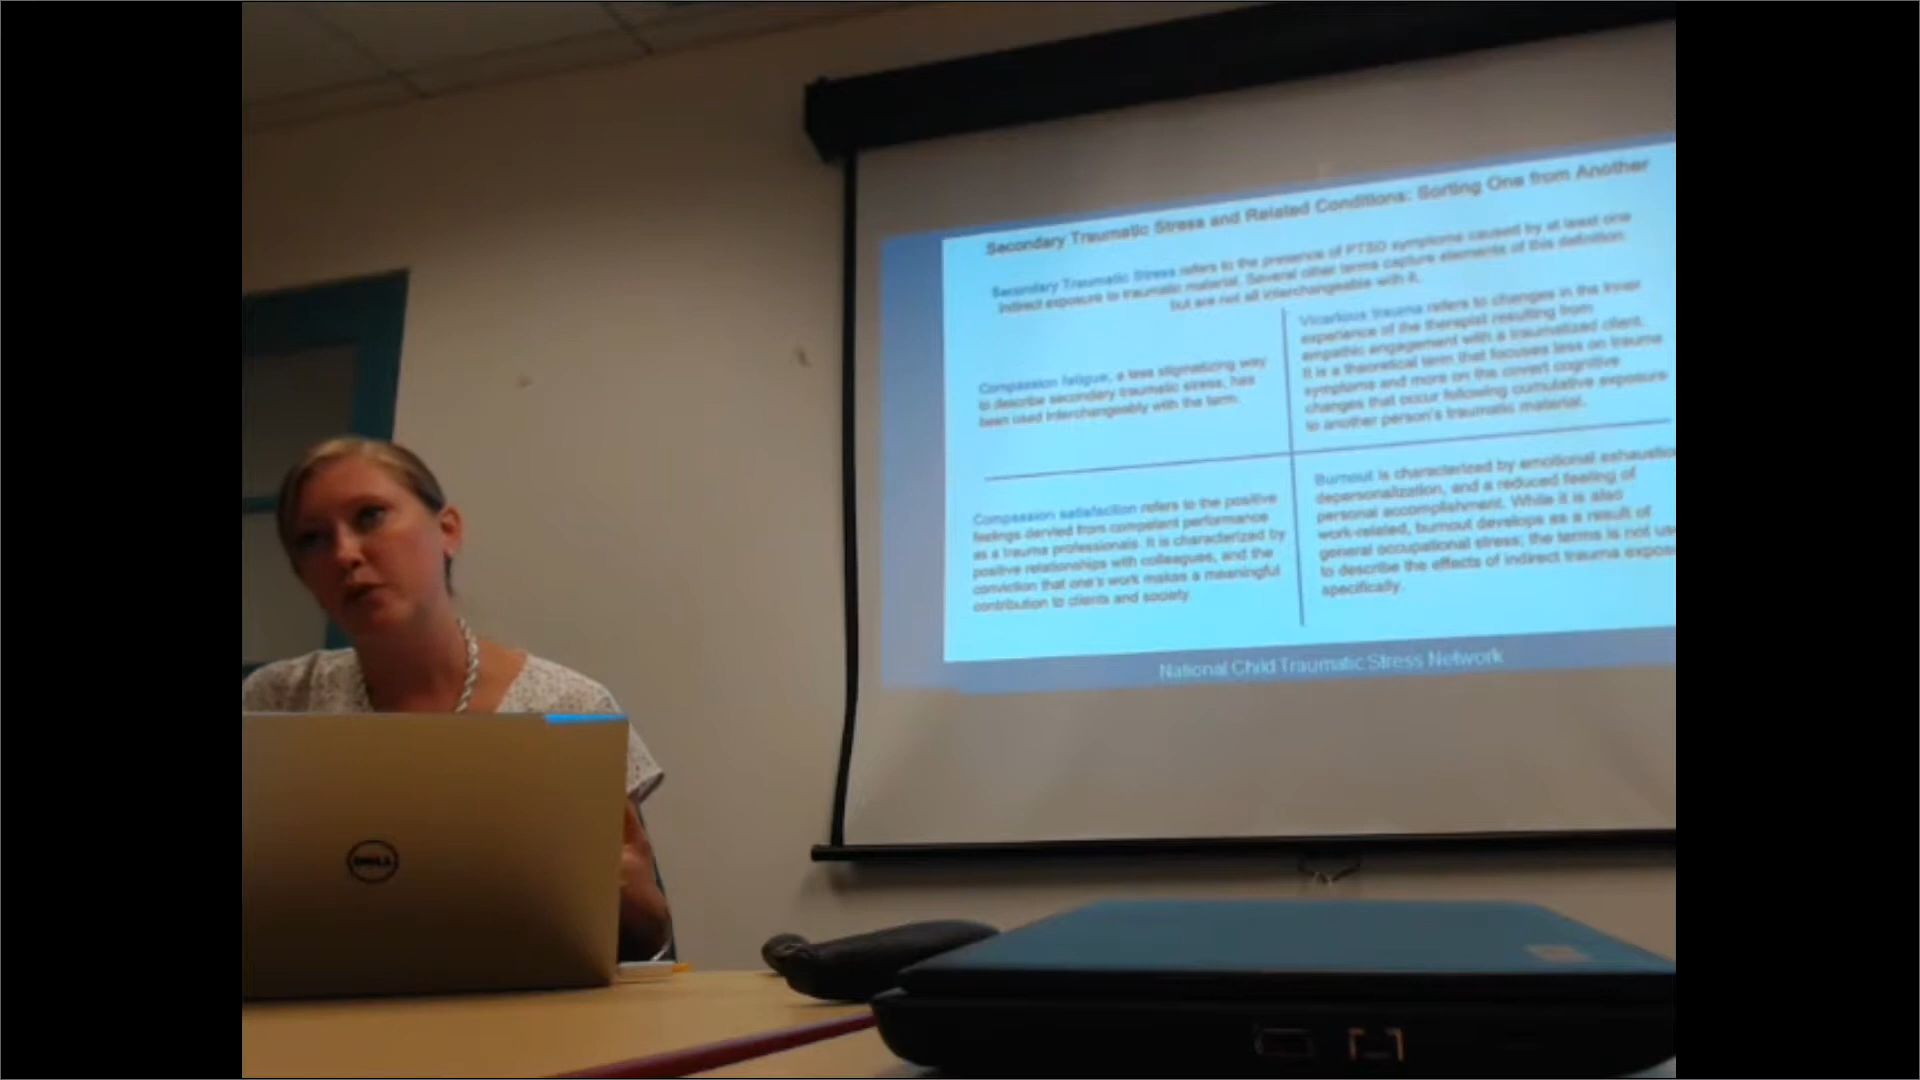 Secondary Traumatic Stress and Related Conditions: Sorting One from Another
Secondary Traumatic Stress refers to the presence of PTSD symptoms caused by at least one
indirect exposure to traumatic material. Several other terms capture elements of this definition
but are not all interchangeable with it.
Compassion fatigue, a less stigmatizing way
to describe secondary traumatic stress, has
been used interchangeably with the term.
Vicarious trauma refers to changes in the inner
experience of the therapist resulting from
empathic engagement with a traumatized client.
It is a theoretical term that focuses less on trauma
symptoms and more on the covert cognitive
changes that occur following cumulative exposure
to another person's traumatic material.
Compassion satisfaction refers to the positive
feelings derived from competent performance
as a trauma professionals. It is characterized by
positive relationships with colleagues, and the
conviction that one's work makes a meaningful
contribution to clients and society
Burnout is characterized by emotional exhaustio
depersonalization, and a reduced feeling of
personal accomplishment. While it is also
work-related, burnout develops as a result of
general occupational stress; the terms is not us
to describe the effects of indirect trauma expos
specifically.
National Child Traumatic Stress Network
DELL